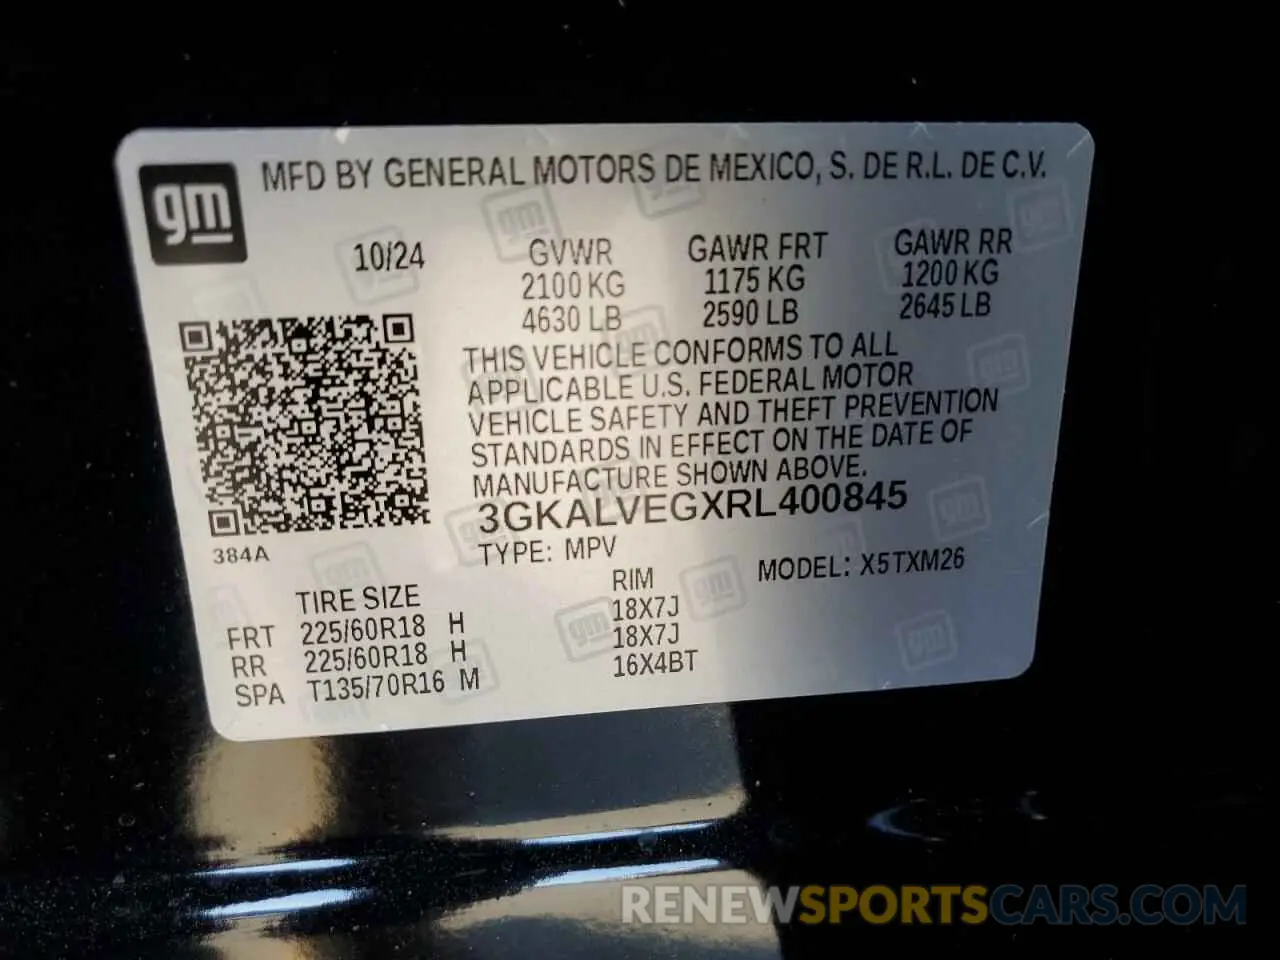 gm
MFD BY GENERAL MOTORS DE MEXICO, S. DE R.L. DE C.V.
10/24
GVWR GAWR FRT GAWR RR
2100 KG 1175 KG 1200 KG
4630 LB 2590 LB 2645 LB
THIS VEHICLE CONFORMS TO ALL
APPLICABLE U.S. FEDERAL MOTOR
VEHICLE SAFETY AND THEFT PREVENTION
STANDARDS IN EFFECT ON THE DATE OF
MANUFACTURE SHOWN ABOVE.
3GKALVEGXRL400845
384A
TYPE: MPV
MODEL: X5TXM26
TIRE SIZE RIM
FRT 225/60R18 H 18X7J
RR 225/60R18 H 18X7J
SPA T135/70R16 M 16X4BT
RENEWSPORTSCARS.COM